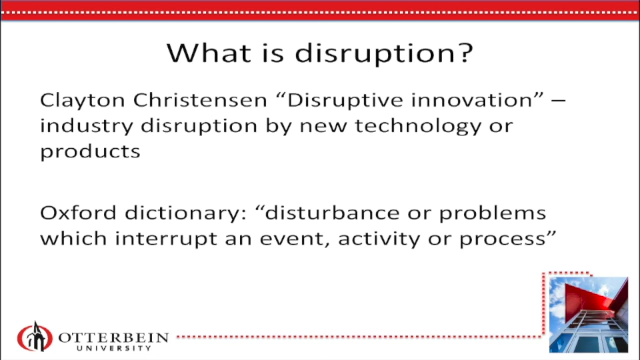 What is disruption?
Clayton Christensen “Disruptive innovation” –
industry disruption by new technology or
products
Oxford dictionary: “disturbance or problems
which interrupt an event, activity or process”
OTTERBEIN
UNIVERSITY